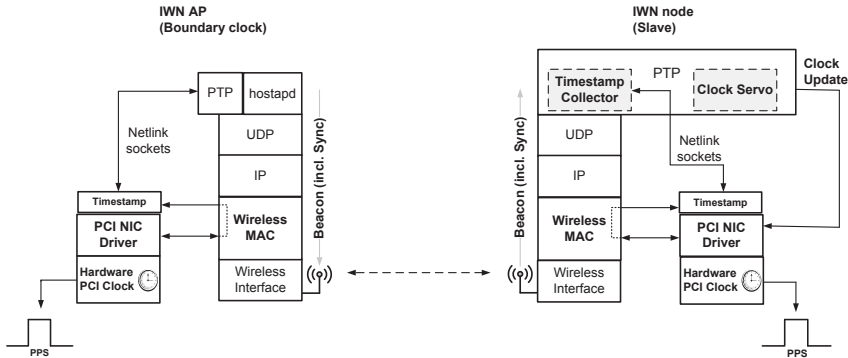 IWN AP
(Boundary clock)
PTP
hostapd
UDP
IP
Wireless
MAC
Wireless
Interface
Beacon (incl. Sync)
Netlink
sockets
Timestamp
PCI NIC
Driver
Hardware
PCI Clock
PPS
IWN node
(Slave)
Timestamp
Collector
PTP
Clock Servo
Clock
Update
UDP
IP
Wireless
MAC
Wireless
Interface
Beacon (incl. Sync)
Netlink
sockets
Timestamp
PCI NIC
Driver
Hardware
PCI Clock
PPS